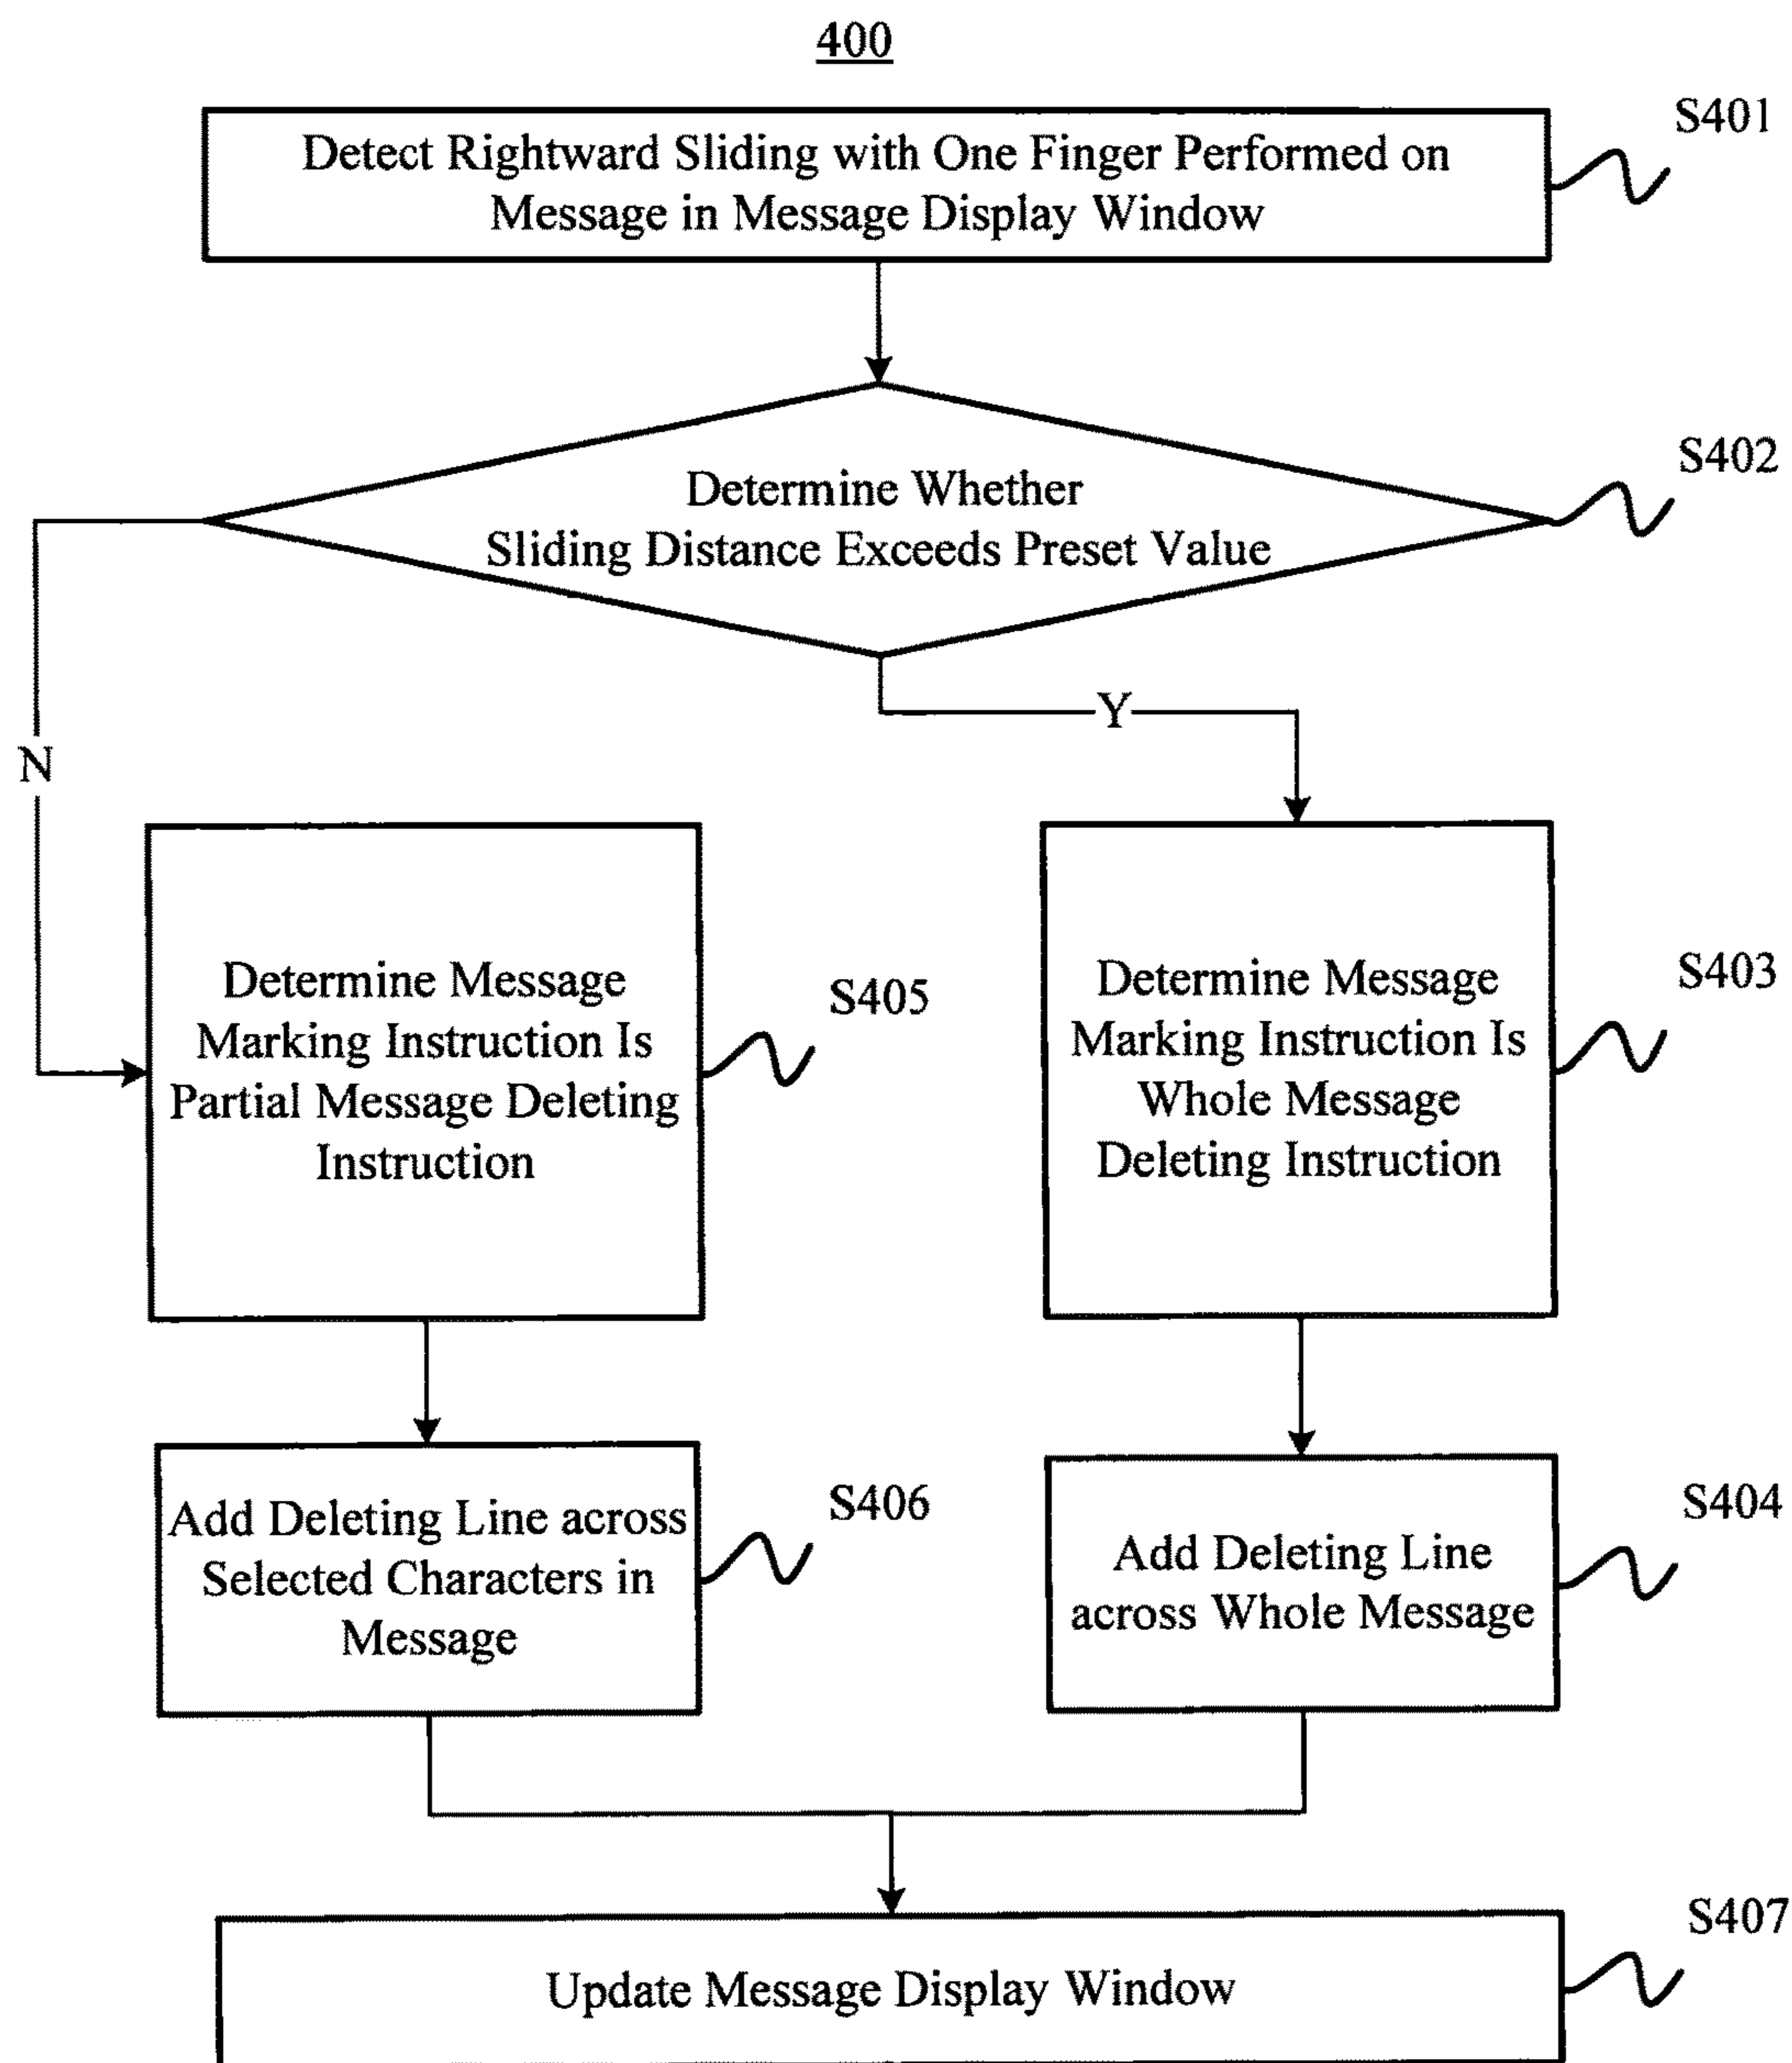 400
Detect Rightward Sliding with One Finger Performed on
Message in Message Display Window
S401
Determine Whether
Sliding Distance Exceeds Preset Value
S402
Y
N
Determine Message
Marking Instruction Is
Partial Message Deleting
Instruction
S405
Determine Message
Marking Instruction Is
Whole Message
Deleting Instruction
S403
Add Deleting Line across
Selected Characters in
Message
S406
Add Deleting Line
across Whole Message
S404
Update Message Display Window
S407